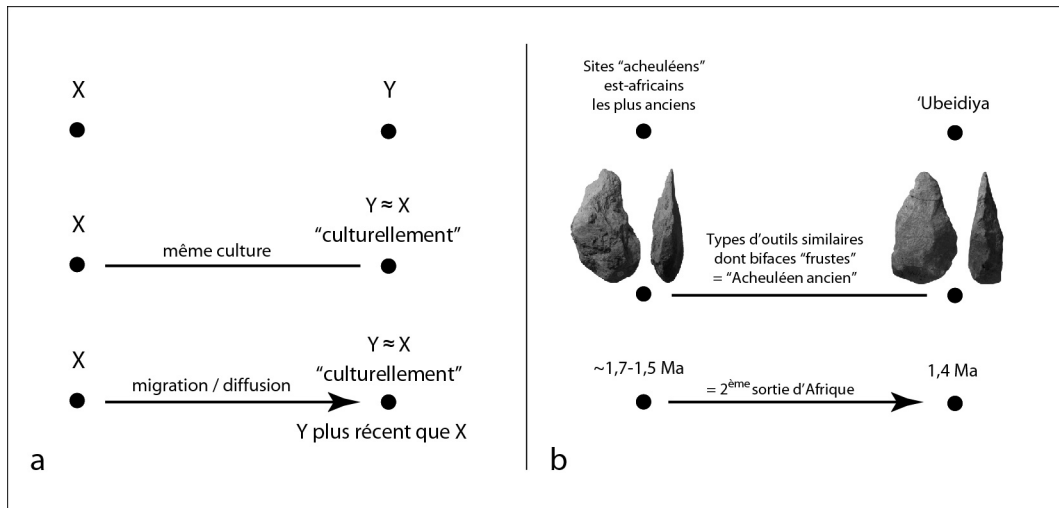 X
Y
X
même culture
Y ≈ X
“culturellement”
X
migration / diffusion
Y ≈ X
“culturellement”
Y plus récent que X
a
Sites “acheuléens”
est-africains
les plus anciens
‘Ubeidiya
Types d’outils similaires
dont bifaces “frustes”
= “Acheuléen ancien”
~1,7-1,5 Ma
= 2ème sortie d’Afrique
1,4 Ma
b